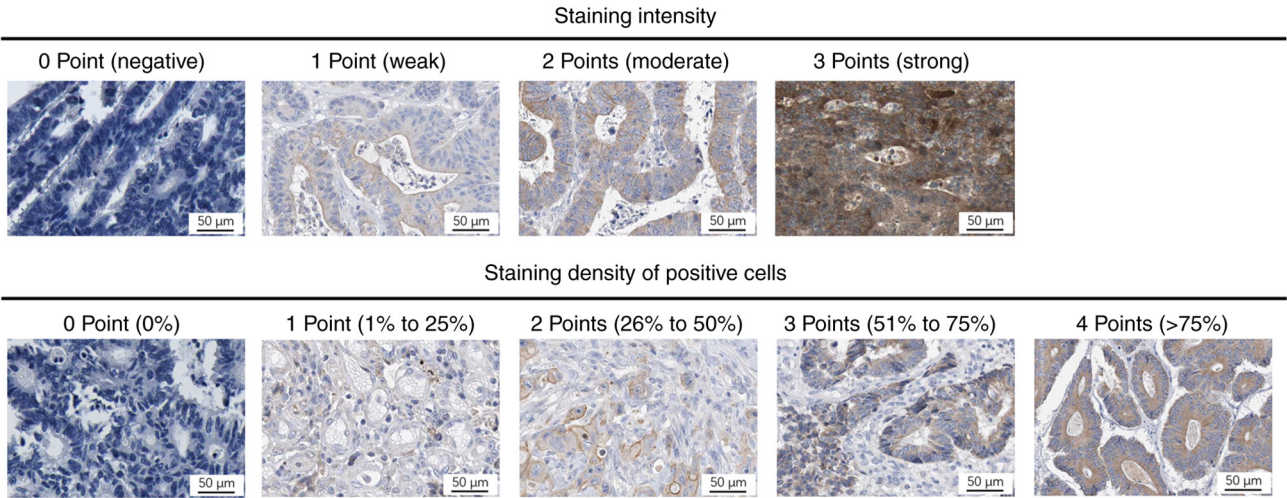 Staining intensity
0 Point (negative) 1 Point (weak) 2 Points (moderate) 3 Points (strong)
50 µm 50 µm 50 µm 50 µm
Staining density of positive cells
0 Point (0%) 1 Point (1% to 25%) 2 Points (26% to 50%) 3 Points (51% to 75%) 4 Points (>75%)
50 µm 50 µm 50 µm 50 µm 50 µm